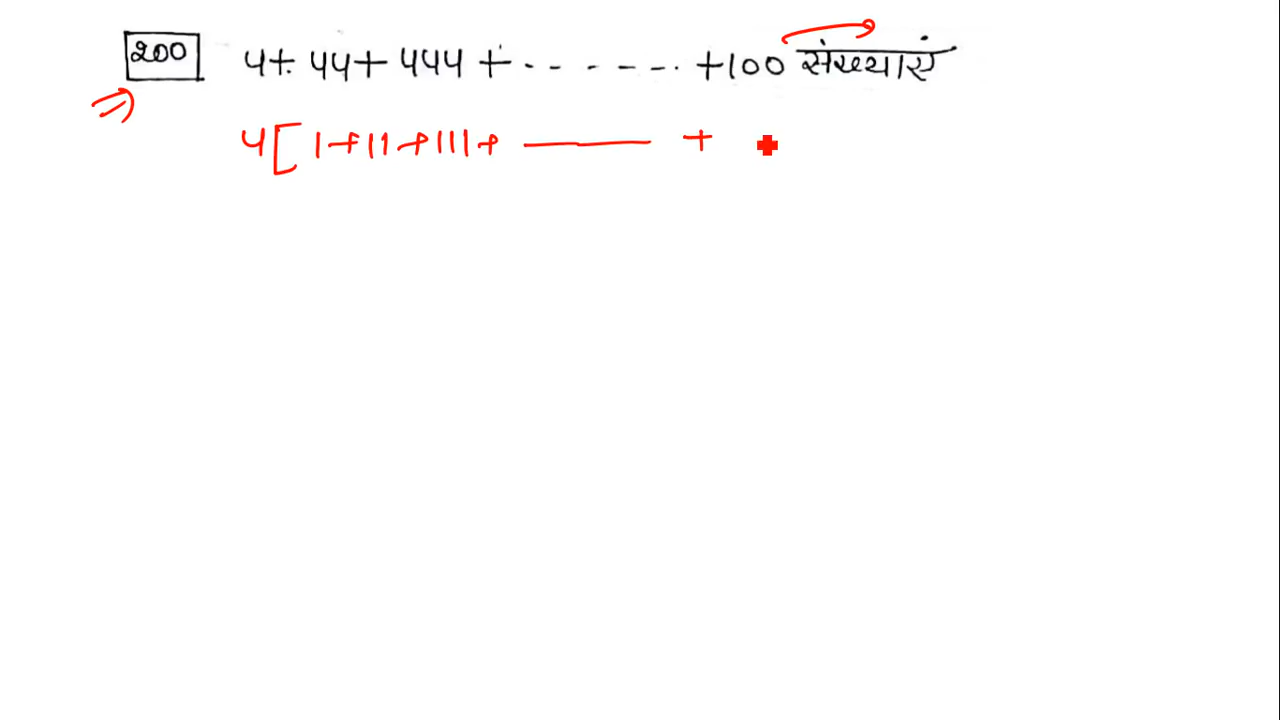 200 4+ 44+ 444 + - - - - - - +100 संख्याएं
⇒
4[ 1+11+111+ —— +